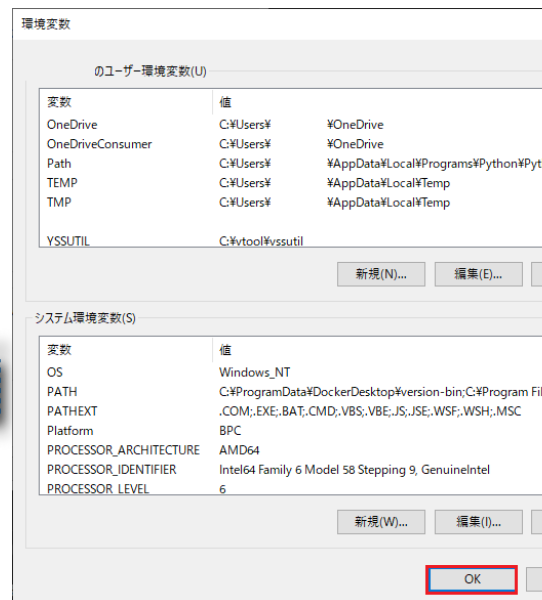 環境変数
のユーザー環境変数(U)
変数 値
OneDrive C:¥Users¥ ¥OneDrive
OneDriveConsumer C:¥Users¥ ¥OneDrive
Path C:¥Users¥ ¥AppData¥Local¥Programs¥Python¥Pyt
TEMP C:¥Users¥ ¥AppData¥Local¥Temp
TMP C:¥Users¥ ¥AppData¥Local¥Temp
YSSUTIL C:¥vtool¥vssutil
新規(N)... 編集(E)...
システム環境変数(S)
変数 値
OS Windows_NT
PATH C:¥ProgramData¥DockerDesktop¥version-bin;C:¥Program Fil
PATHEXT .COM;.EXE;.BAT;.CMD;.VBS;.VBE;.JS;.JSE;.WSF;.WSH;.MSC
Platform BPC
PROCESSOR_ARCHITECTURE AMD64
PROCESSOR_IDENTIFIER Intel64 Family 6 Model 58 Stepping 9, GenuineIntel
PROCESSOR_LEVEL 6
新規(W)... 編集(I)...
OK